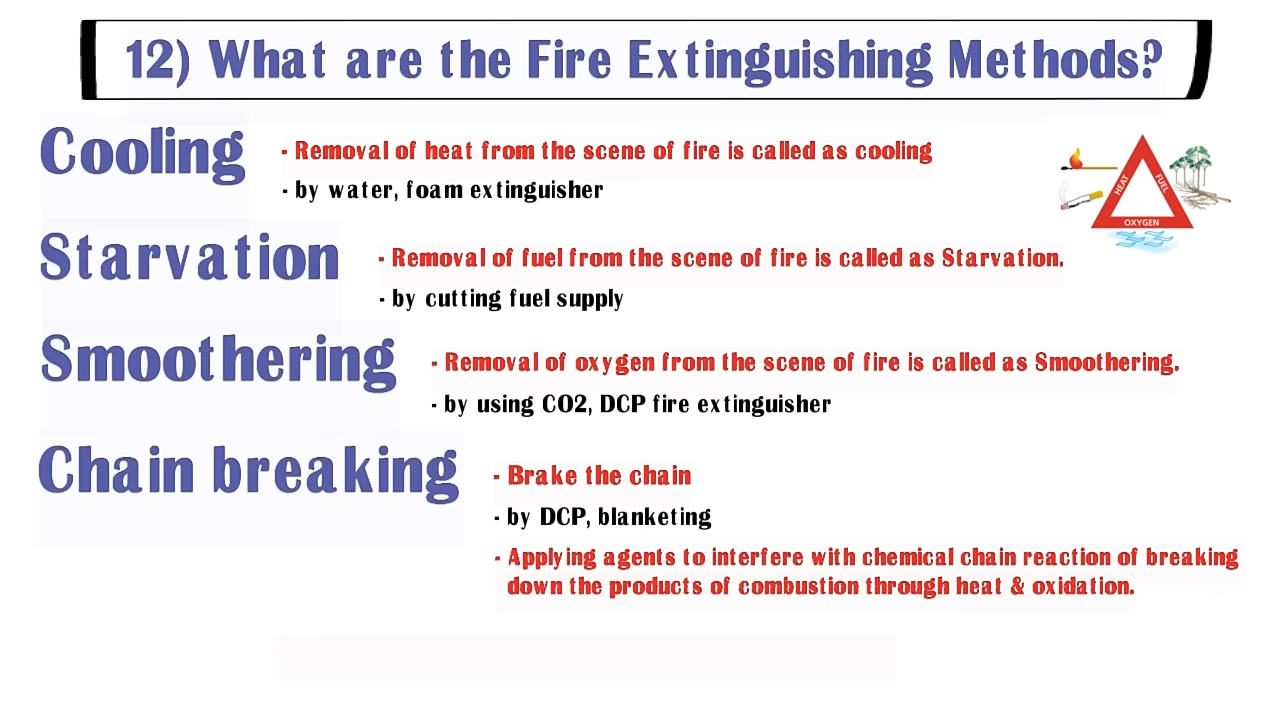 12) What are the Fire Extinguishing Methods?
Cooling
- Removal of heat from the scene of fire is called as cooling
- by water, foam extinguisher
HEAT
FUEL
OXYGEN
Starvation
- Removal of fuel from the scene of fire is called as Starvation.
- by cutting fuel supply
Smoothering
- Removal of oxygen from the scene of fire is called as Smoothering.
- by using CO2, DCP fire extinguisher
Chain breaking
- Brake the chain
- by DCP, blanketing
- Applying agents to interfere with chemical chain reaction of breaking
down the products of combustion through heat & oxidation.